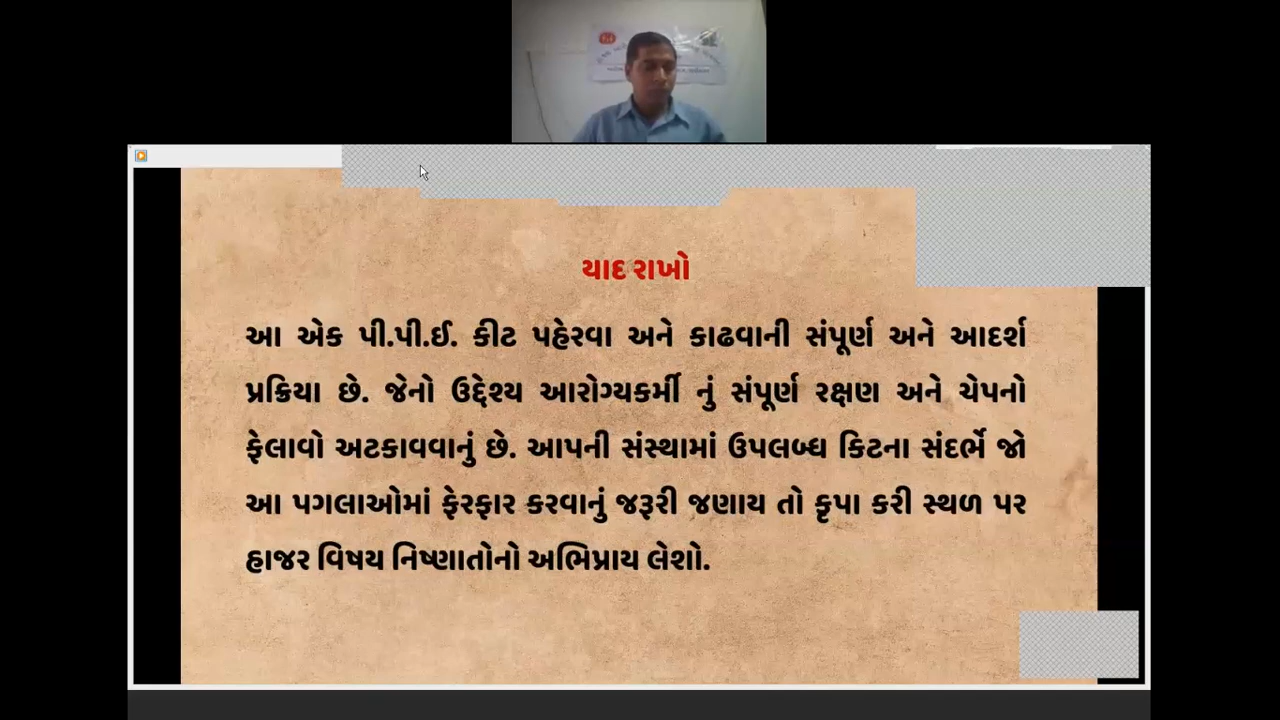 યાદ રાખો
આ એક પી.પી.ઈ. કીટ પહેરવા અને કાઢવાની સંપૂર્ણ અને આદર્શ
પ્રક્રિયા છે. જેનો ઉદ્દેશ્ય આરોગ્યકર્મી નું સંપૂર્ણ રક્ષણ અને ચેપનો
ફેલાવો અટકાવવાનું છે. આપની સંસ્થામાં ઉપલબ્ધ કિટના સંદર્ભે જો
આ પગલાઓમાં ફેરફાર કરવાનું જરૂરી જણાય તો કૃપા કરી સ્થળ પર
હાજર વિષય નિષ્ણાતોનો અભિપ્રાય લેશો.